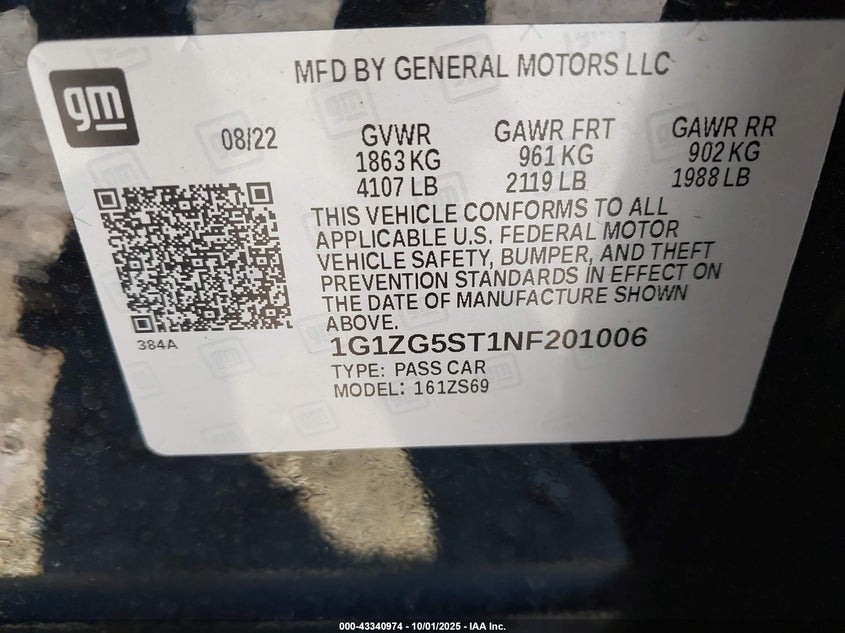 MFD BY GENERAL MOTORS LLC
gm
08/22
GVWR
1863 KG
4107 LB
GAWR FRT
961 KG
2119 LB
GAWR RR
902 KG
1988 LB
THIS VEHICLE CONFORMS TO ALL
APPLICABLE U.S. FEDERAL MOTOR
VEHICLE SAFETY, BUMPER, AND THEFT
PREVENTION STANDARDS IN EFFECT ON
THE DATE OF MANUFACTURE SHOWN
ABOVE.
384A
1G1ZG5ST1NF201006
TYPE: PASS CAR
MODEL: 161ZS69
000-43340974 - 10/01/2025 - IAA Inc.